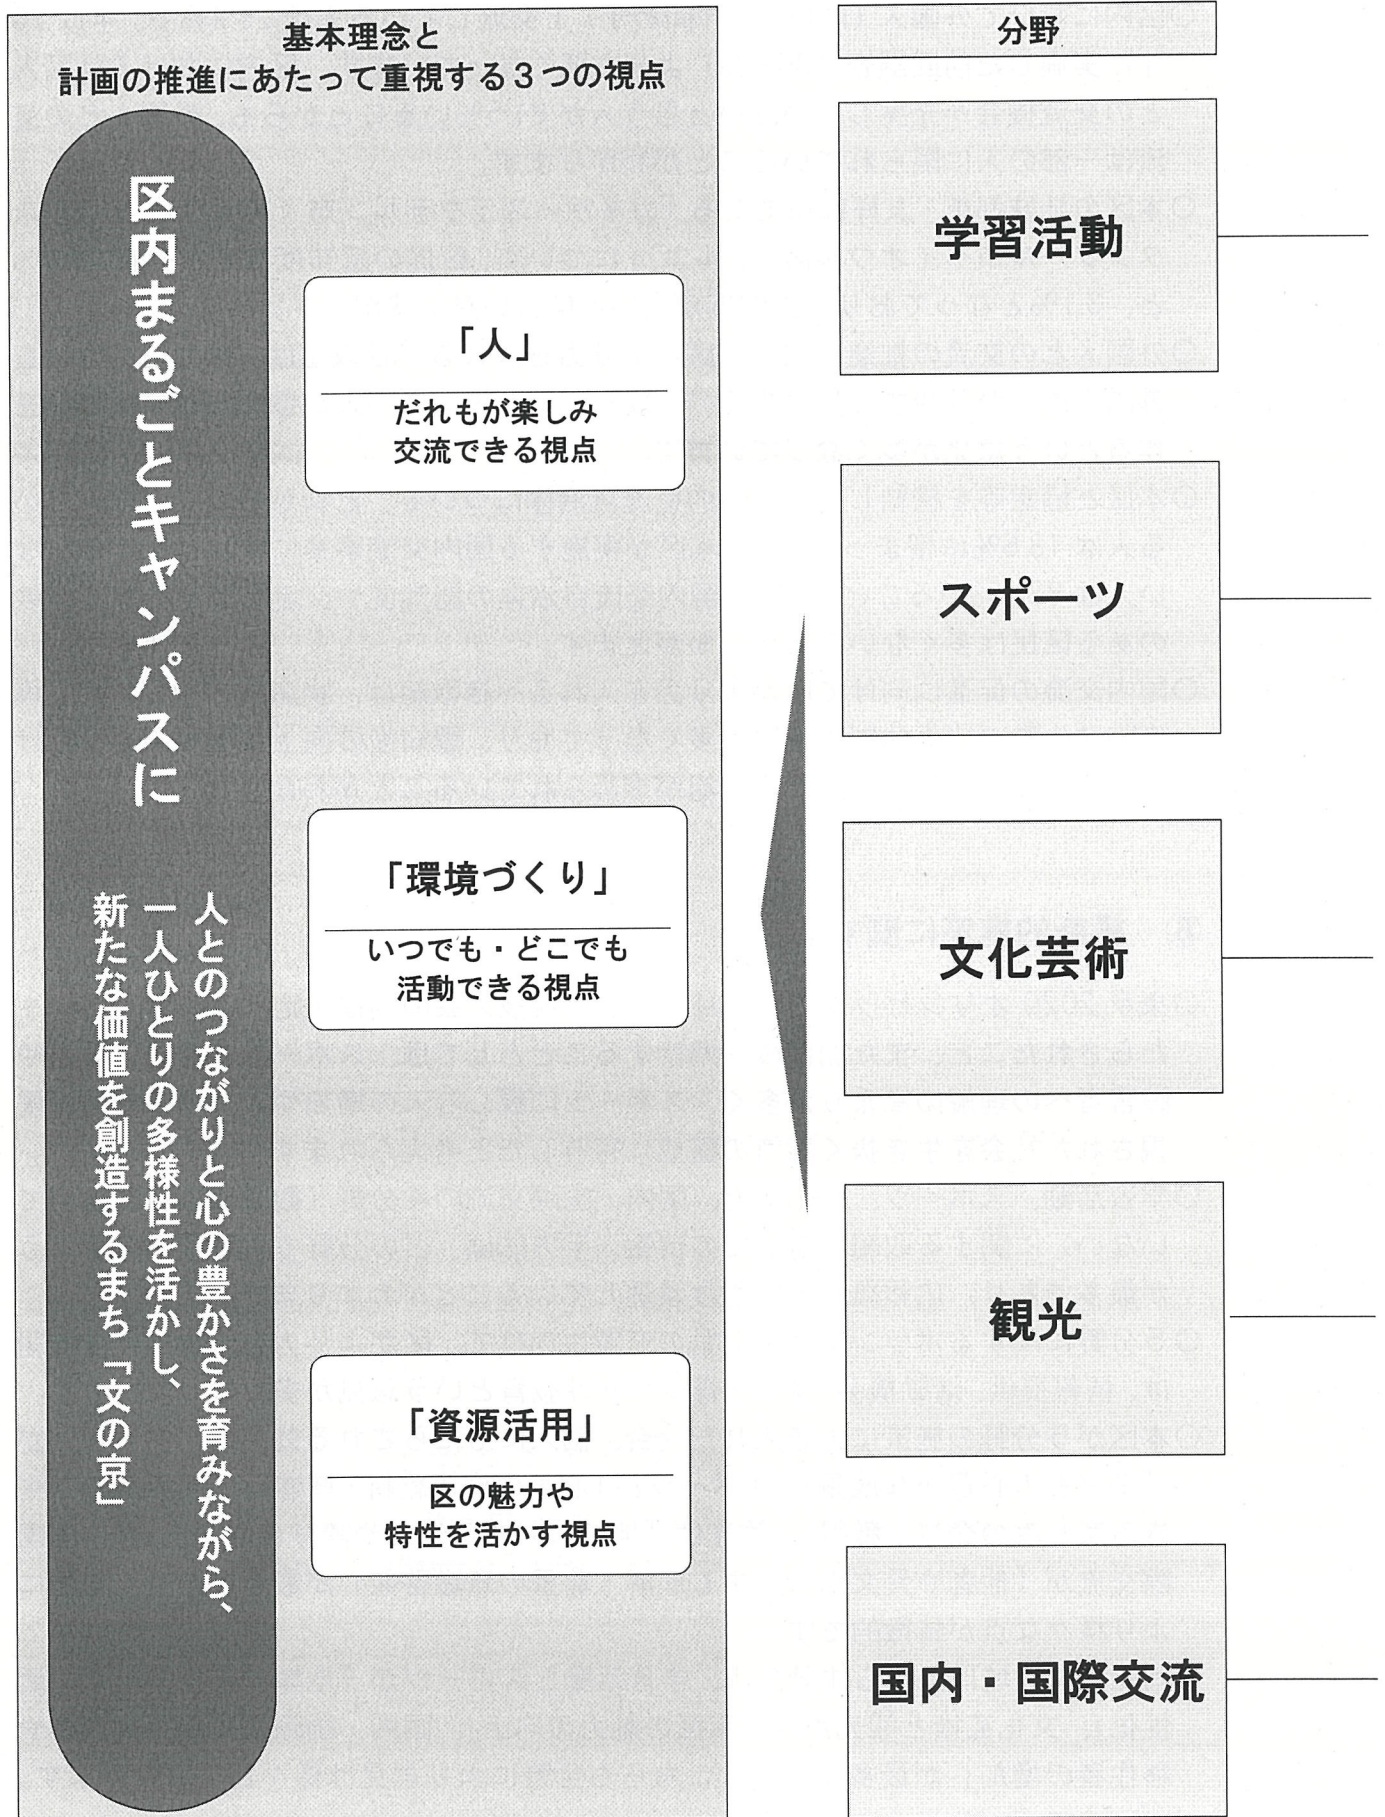 基本理念と
計画の推進にあたって重視する３つの視点
区内まるごとキャンパスに
人とのつながりと心の豊かさを育みながら、
一人ひとりの多様性を活かし、
新たな価値を創造するまち「文の京」
「人」
だれもが楽しみ
交流できる視点
「環境づくり」
いつでも・どこでも
活動できる視点
「資源活用」
区の魅力や
特性を活かす視点
分野
学習活動
スポーツ
文化芸術
観光
国内・国際交流